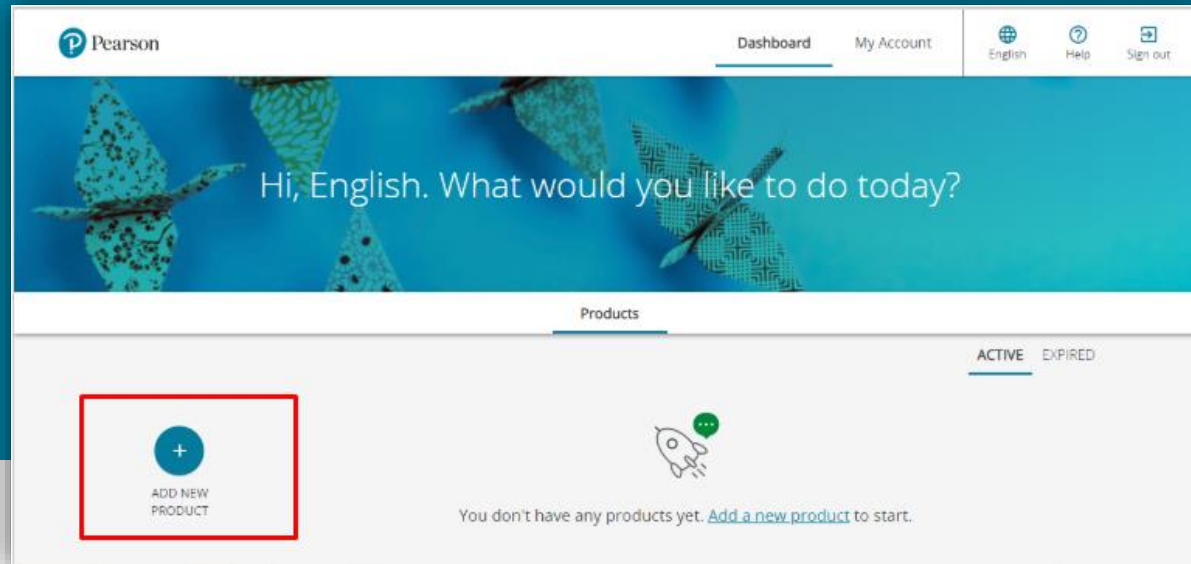 Pearson
Dashboard My Account English Help Sign out
Hi, English. What would you like to do today?
Products
ACTIVE EXPIRED
ADD NEW
PRODUCT
You don't have any products yet. Add a new product to start.